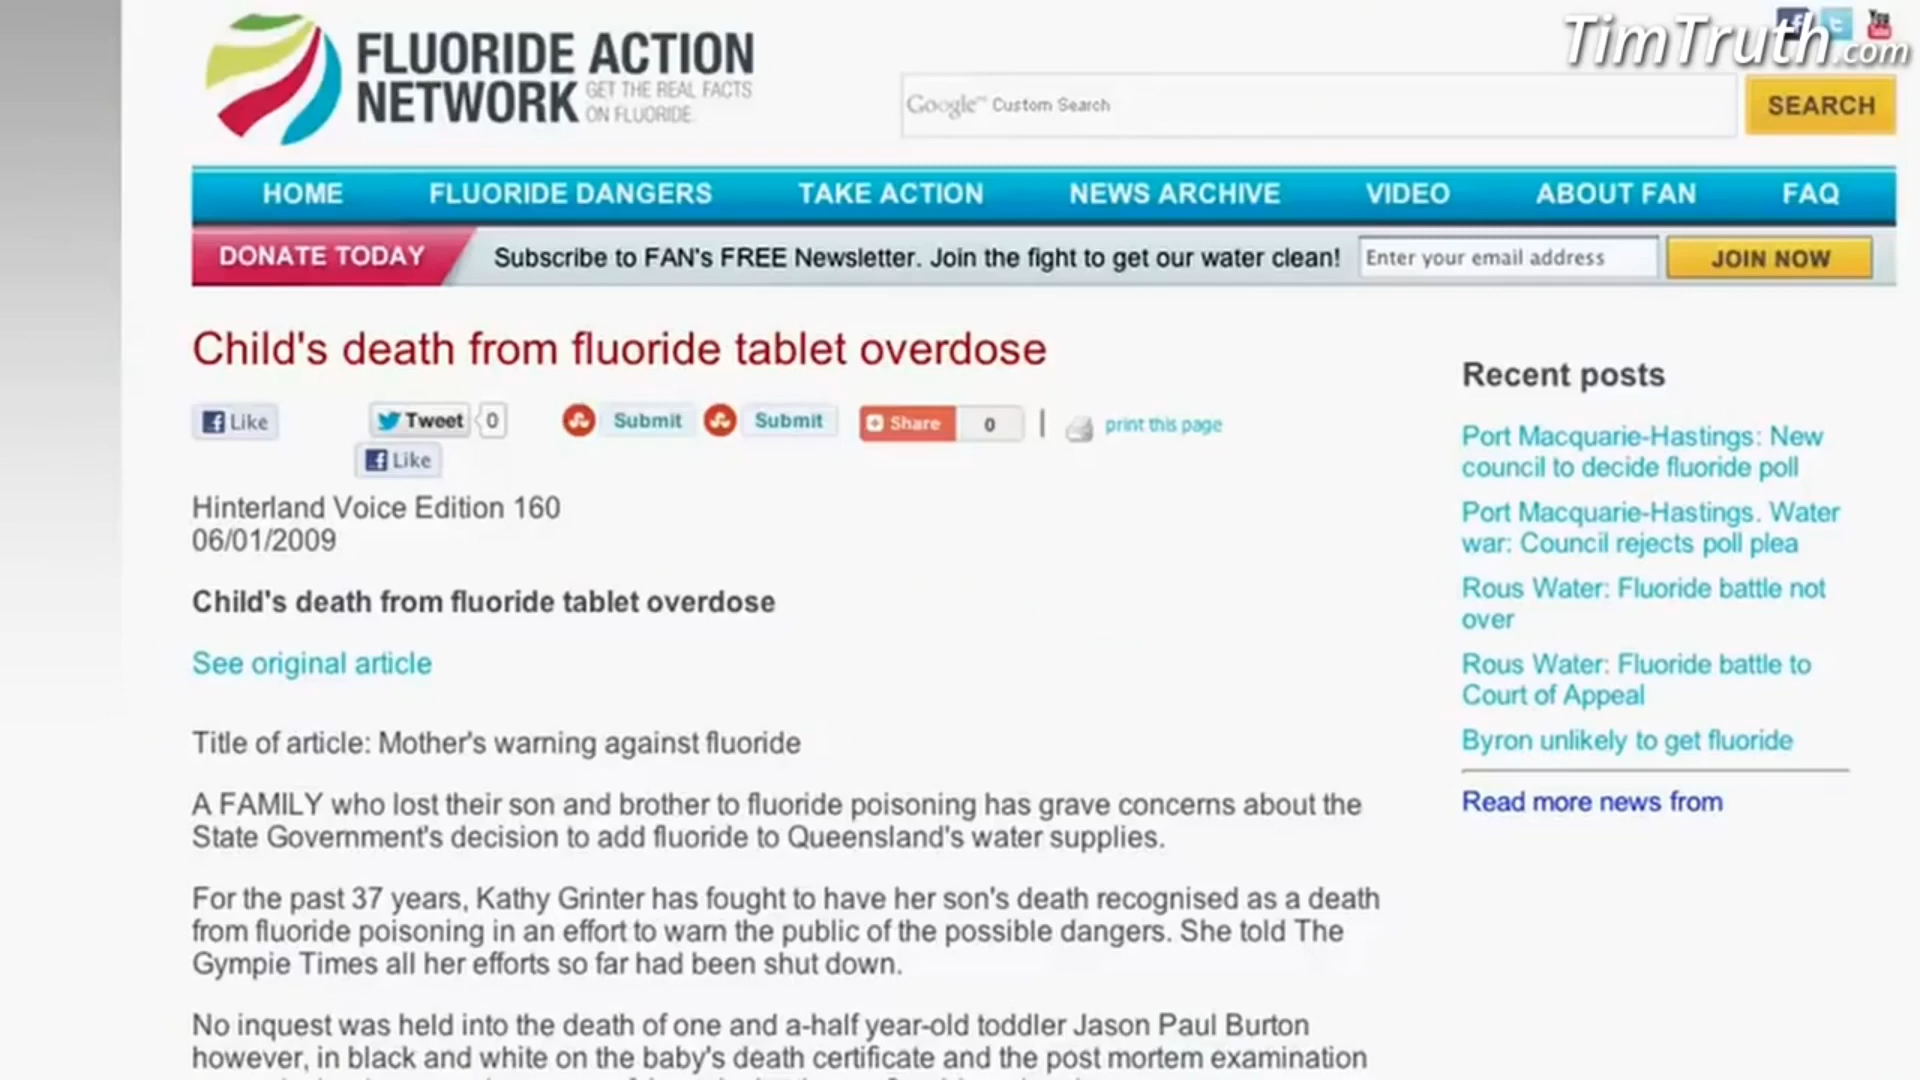 TimTruth.com
FLUORIDE ACTION
NETWORK GET THE REAL FACTS
ON FLUORIDE.
Google™ Custom Search
SEARCH
HOME FLUORIDE DANGERS TAKE ACTION NEWS ARCHIVE VIDEO ABOUT FAN FAQ
DONATE TODAY Subscribe to FAN's FREE Newsletter. Join the fight to get our water clean! Enter your email address JOIN NOW
Child's death from fluoride tablet overdose
Like Tweet 0 Submit Submit Share 0 | print this page
Like
Hinterland Voice Edition 160
06/01/2009
Child's death from fluoride tablet overdose
See original article
Title of article: Mother's warning against fluoride
A FAMILY who lost their son and brother to fluoride poisoning has grave concerns about the
State Government's decision to add fluoride to Queensland's water supplies.
For the past 37 years, Kathy Grinter has fought to have her son's death recognised as a death
from fluoride poisoning in an effort to warn the public of the possible dangers. She told The
Gympie Times all her efforts so far had been shut down.
No inquest was held into the death of one and a-half year-old toddler Jason Paul Burton
however, in black and white on the baby's death certificate and the post mortem examination
Recent posts
Port Macquarie-Hastings: New
council to decide fluoride poll
Port Macquarie-Hastings. Water
war: Council rejects poll plea
Rous Water: Fluoride battle not
over
Rous Water: Fluoride battle to
Court of Appeal
Byron unlikely to get fluoride
Read more news from